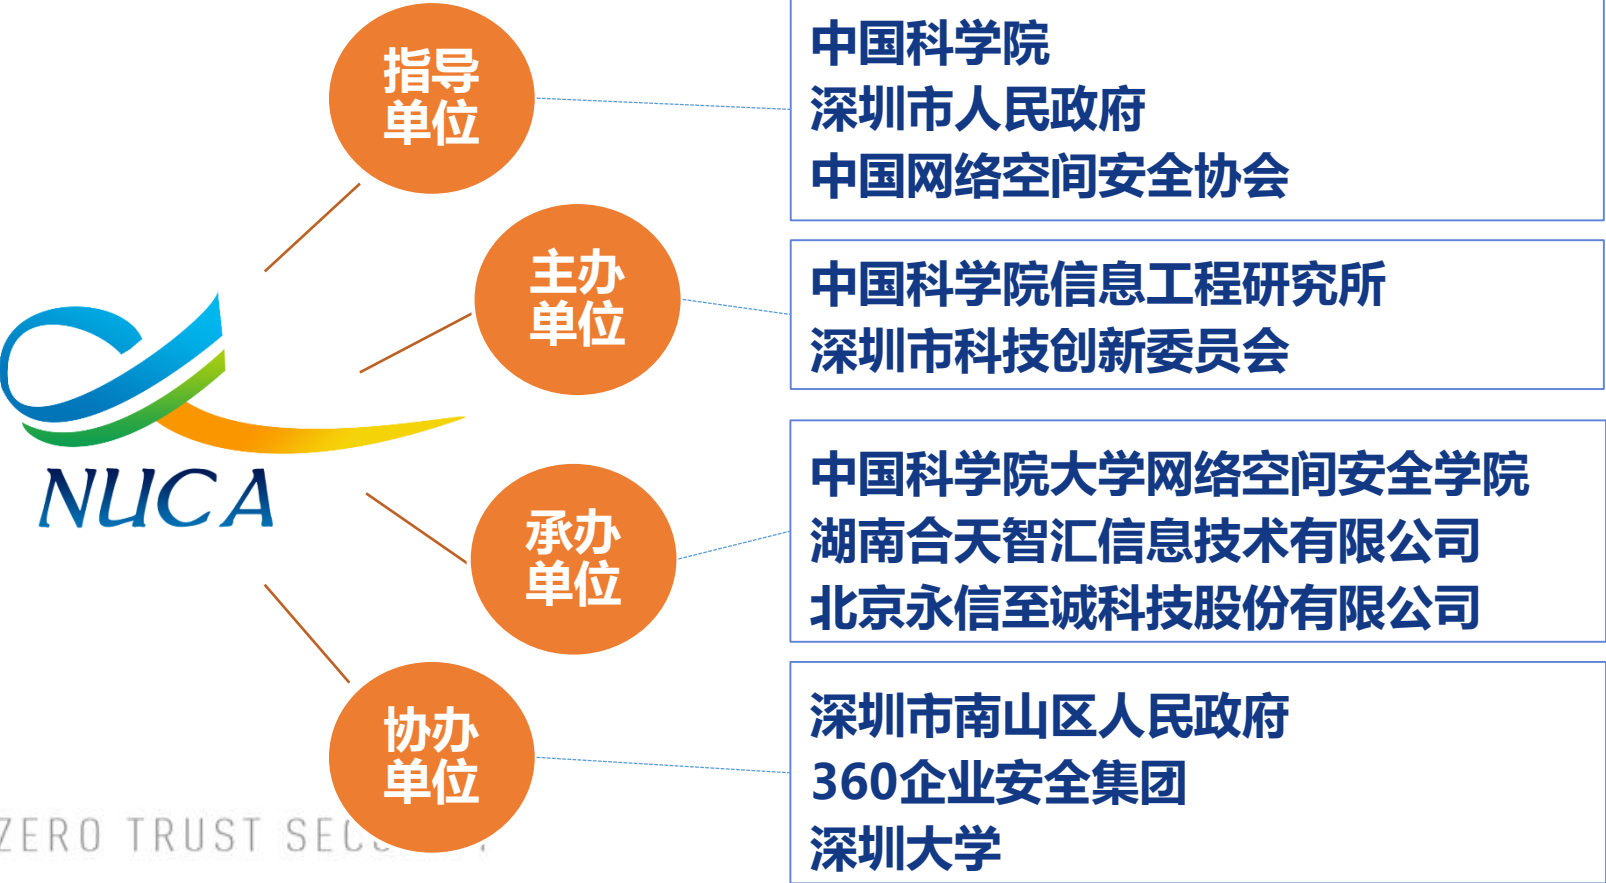 指导
单位
中国科学院
深圳市人民政府
中国网络空间安全协会
主办
单位
中国科学院信息工程研究所
深圳市科技创新委员会
NUCA
承办
单位
中国科学院大学网络空间安全学院
湖南合天智汇信息技术有限公司
北京永信至诚科技股份有限公司
协办
单位
深圳市南山区人民政府
360企业安全集团
深圳大学
ZERO TRUST